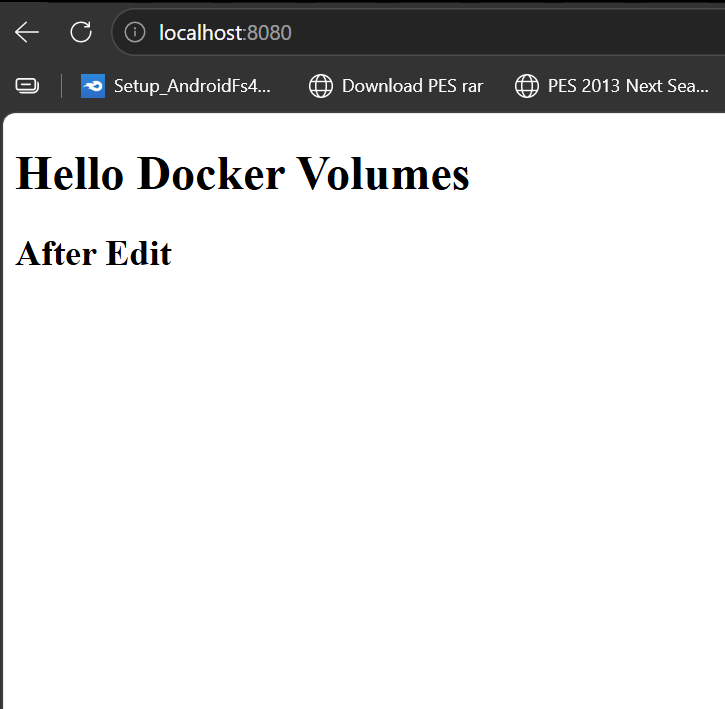 localhost:8080
Setup_AndroidFs4... Download PES rar PES 2013 Next Sea...
Hello Docker Volumes
After Edit